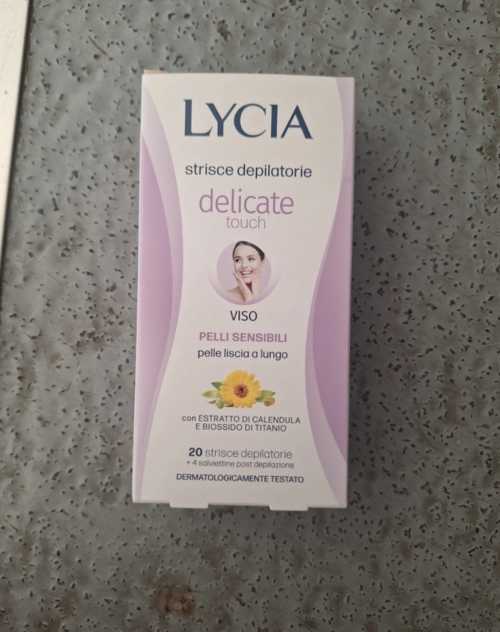 LYCIA
strisce depilatorie
delicate
touch
VISO
PELLI SENSIBILI
pelle liscia a lungo
con ESTRATTO DI CALENDULA
E BIOSSIDO DI TITANIO
20 strisce depilatorie
+ 4 salviettine post depilazione
DERMATOLOGICAMENTE TESTATO